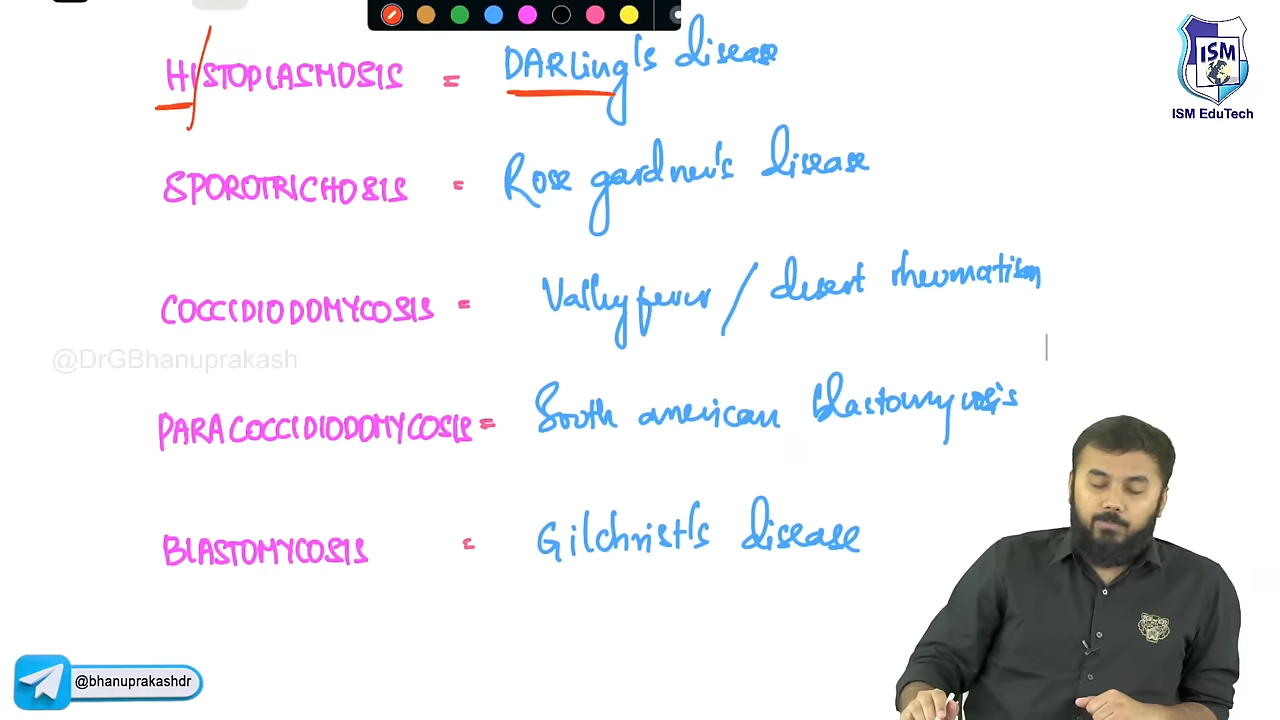 HISTOPLASMOSIS = DARling's disease
ISM
ISM EduTech
SPOROTRICHOSIS = Rose gardner's disease
COCCIDIODOMYCOSIS = Valley fever / desert rheumatism
@DrGBhanuprakash
PARACOCCIDIODOMYCOSIS = South american blastomycosis
BLASTOMYCOSIS = Gilchrist's disease
@bhanuprakashdr